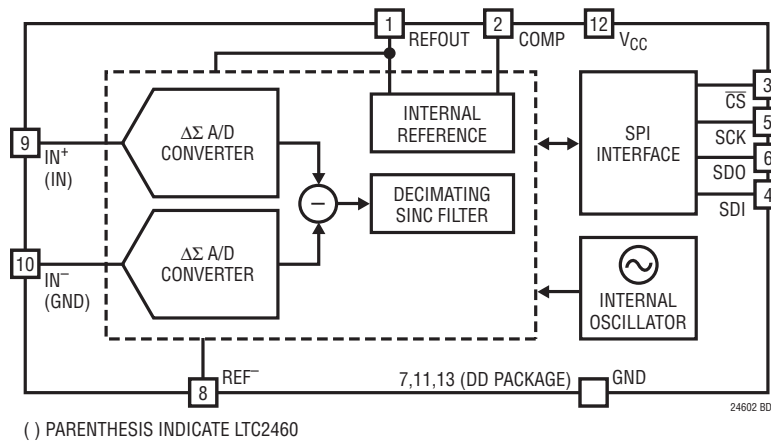 1
REFOUT
2
COMP
12
VCC
3
CS
5
SCK
6
SDO
4
SDI
INTERNAL
REFERENCE
SPI
INTERFACE
ΔΣ A/D
CONVERTER
9
IN+
(IN)
−
DECIMATING
SINC FILTER
ΔΣ A/D
CONVERTER
10
IN−
(GND)
INTERNAL
OSCILLATOR
8
REF−
7,11,13 (DD PACKAGE)
GND
24602 BD
( ) PARENTHESIS INDICATE LTC2460